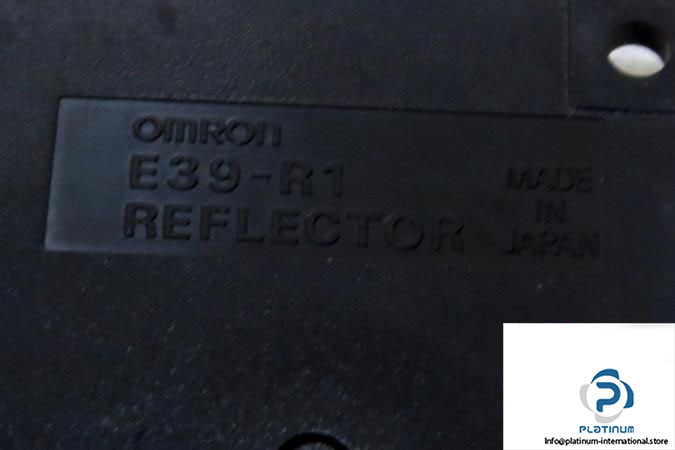 OMRON
E39-R1
REFLECTOR
MADE
IN
JAPAN
PLATINUM
Info@platinum-international.store